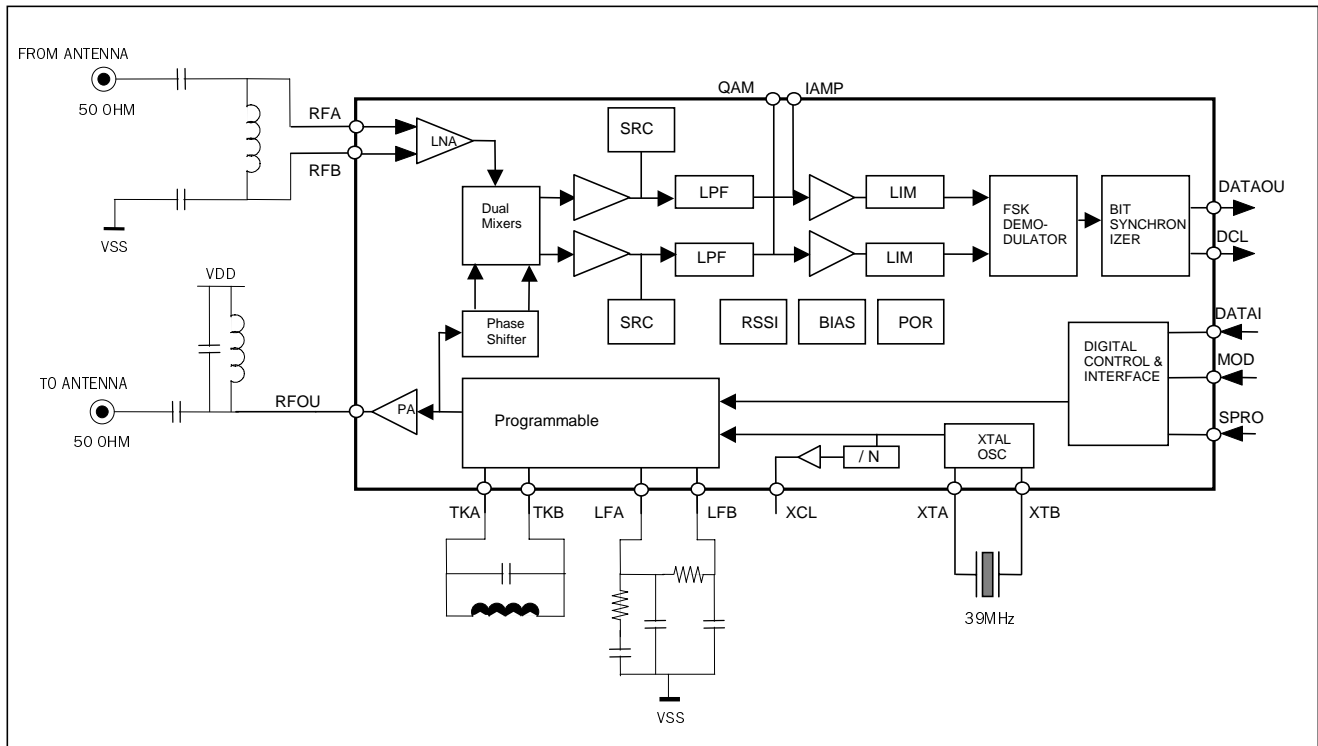 FROM ANTENNA
50 OHM
VSS
RFA
RFB
LNA
QAM
IAMP
SRC
Dual
Mixers
LPF
LIM
LPF
LIM
FSK
DEMO-
DULATOR
BIT
SYNCHRON
IZER
DATAOU
DCL
SRC
RSSI
BIAS
POR
Phase
Shifter
VDD
TO ANTENNA
50 OHM
RFOU
PA
Programmable
DIGITAL
CONTROL &
INTERFACE
DATAI
MOD
SPRO
XTAL
OSC
/ N
TKA
TKB
LFA
LFB
XCL
XTA
XTB
39MHz
VSS